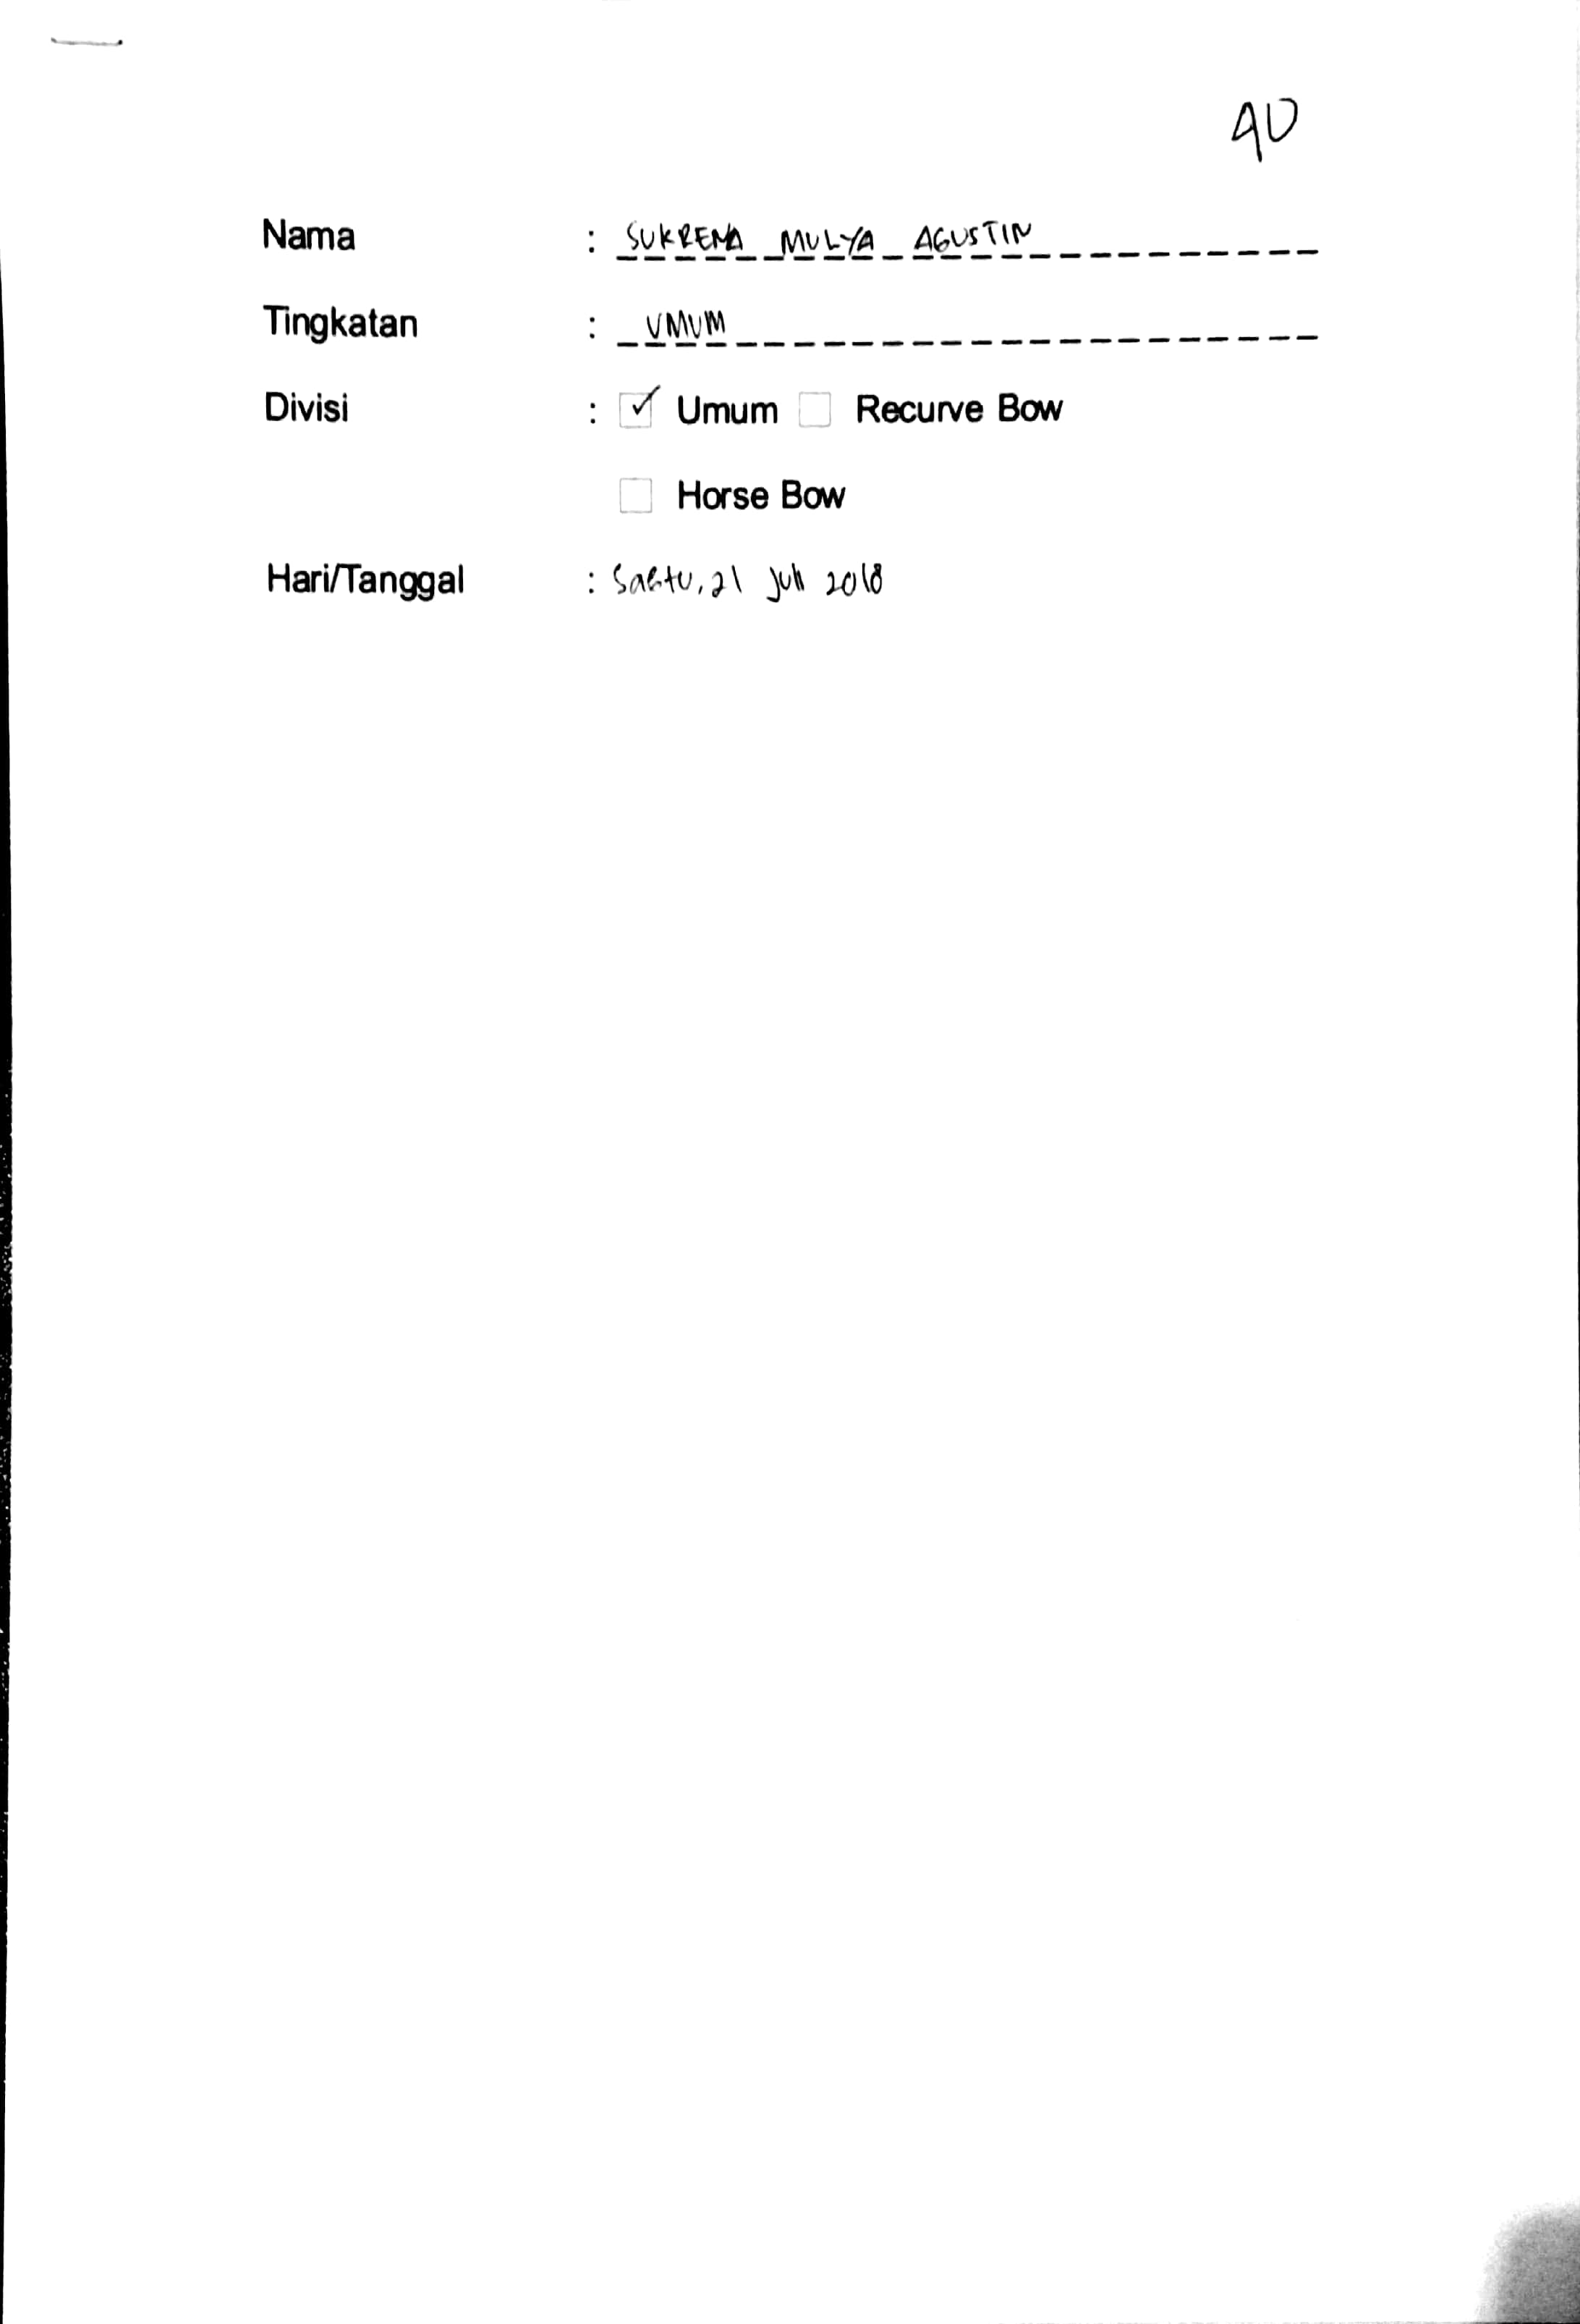 90
Nama : SUKRENA MULYA AGUSTIN
Tingkatan : UMUM
Divisi : ☑ Umum ☐ Recurve Bow
☐ Horse Bow
Hari/Tanggal : Sabtu, 21 Juli 2018